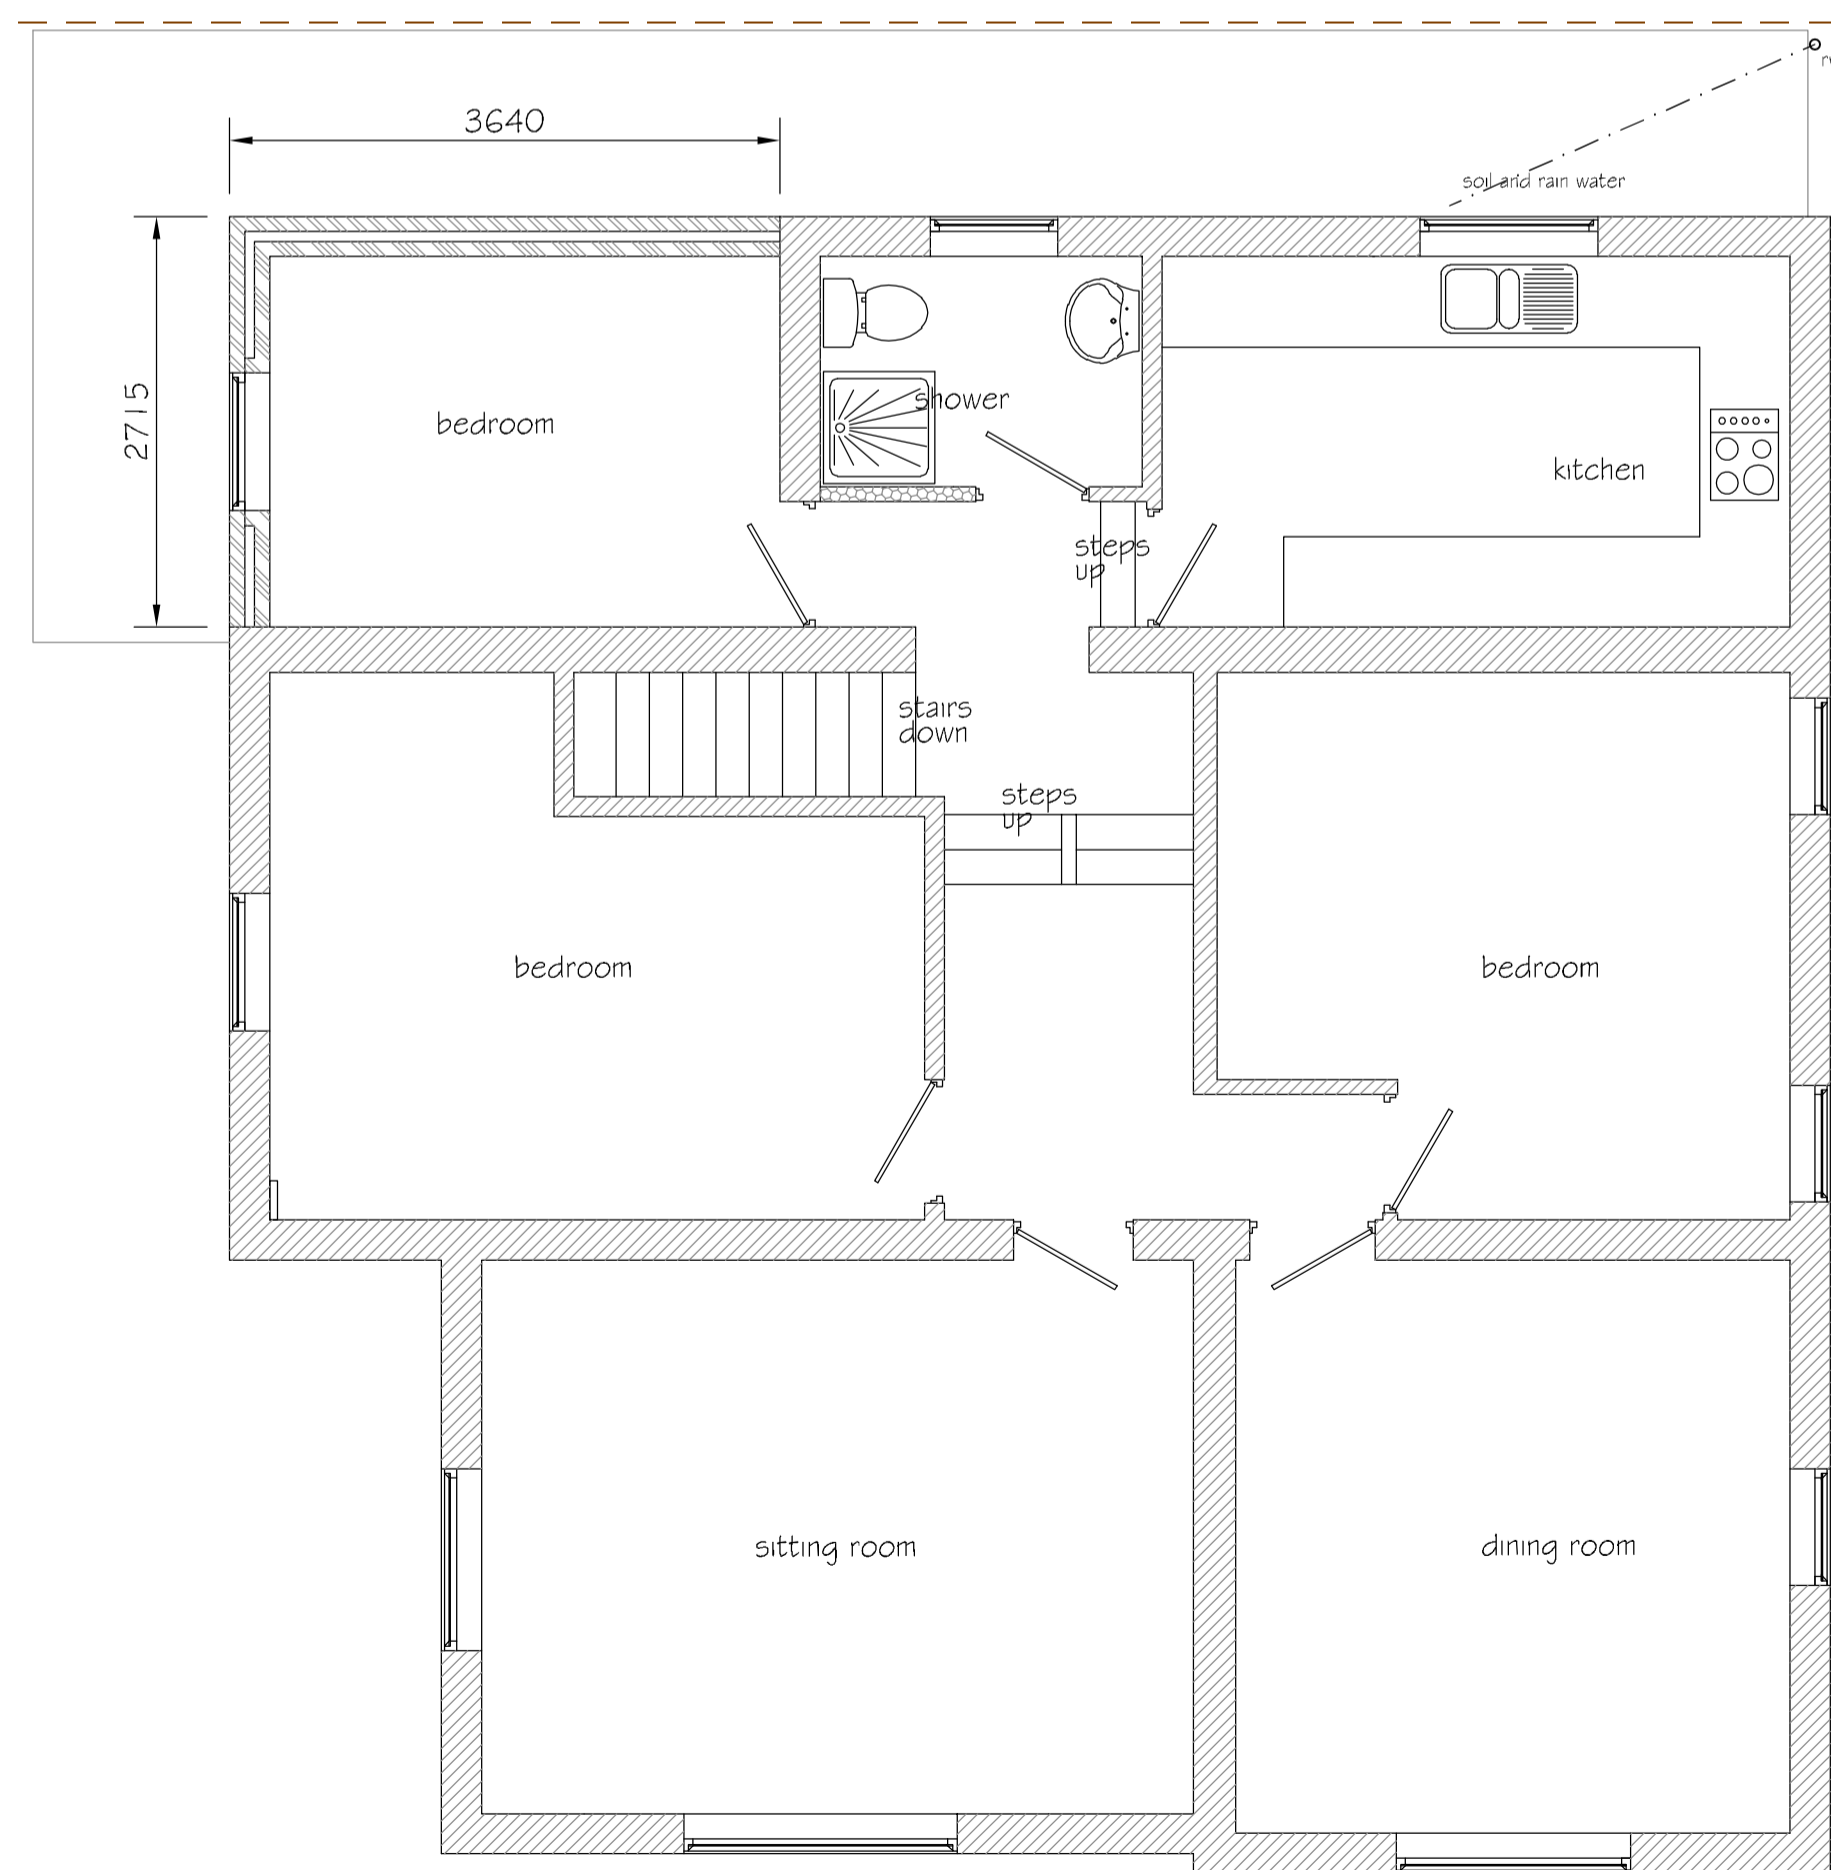 3640
soil and rain water
2715
bedroom
shower
kitchen
steps
up
stairs
down
steps
up
bedroom
bedroom
sitting room
dining room